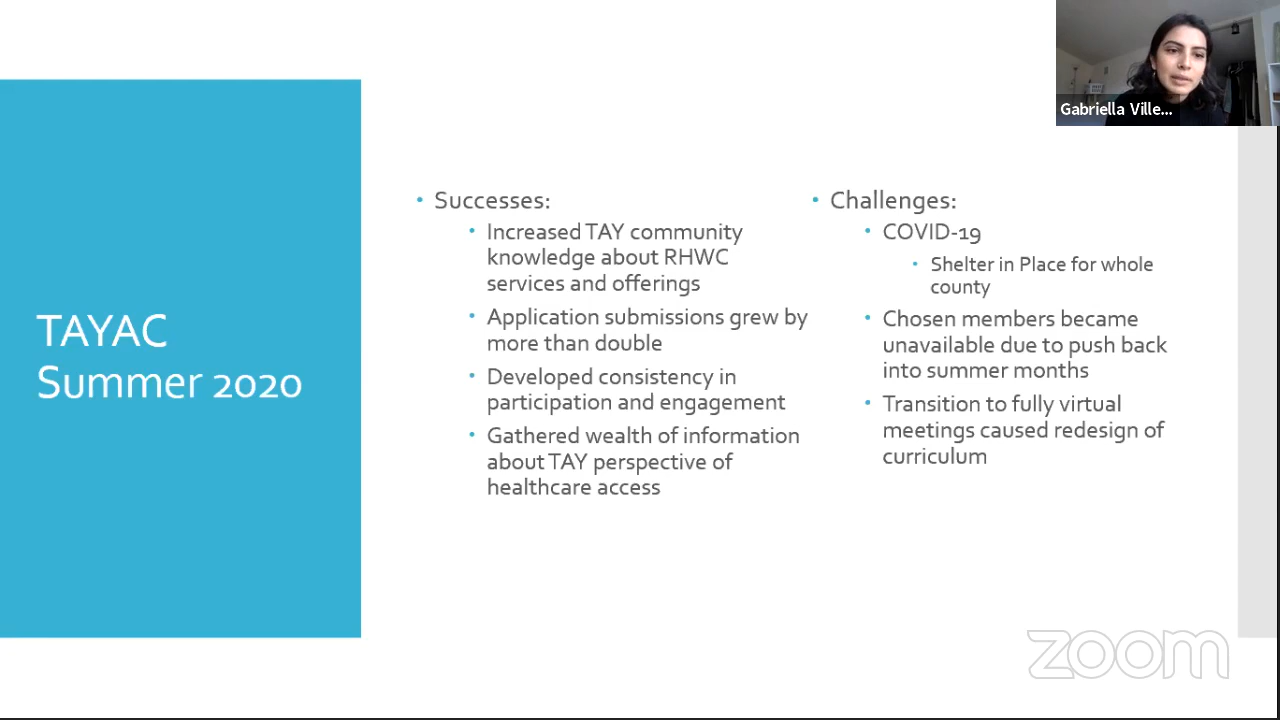 Gabriella Ville...
TAYAC
Summer 2020
• Successes:
• Increased TAY community
knowledge about RHWC
services and offerings
• Application submissions grew by
more than double
• Developed consistency in
participation and engagement
• Gathered wealth of information
about TAY perspective of
healthcare access
• Challenges:
• COVID-19
• Shelter in Place for whole
county
• Chosen members became
unavailable due to push back
into summer months
• Transition to fully virtual
meetings caused redesign of
curriculum
zoom